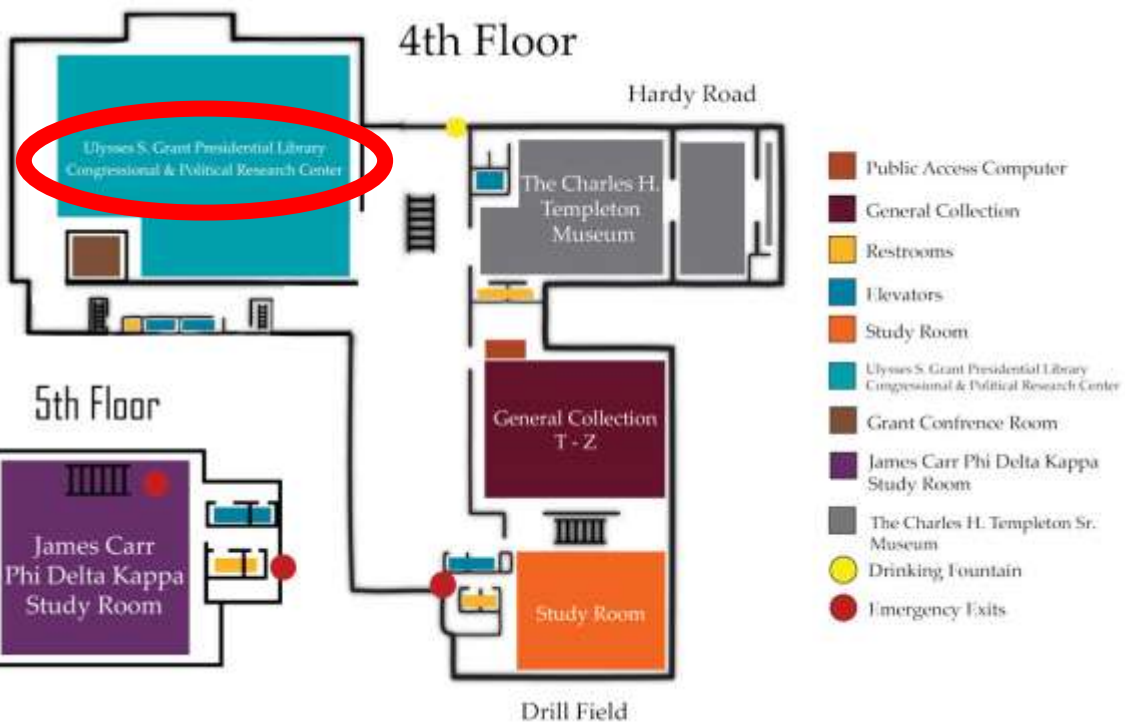 4th Floor
Hardy Road
Ulysses S. Grant Presidential Library
Congressional & Political Research Center
The Charles H.
Templeton
Museum
General Collection
T - Z
Study Room
Drill Field
5th Floor
James Carr
Phi Delta Kappa
Study Room
Public Access Computer
General Collection
Restrooms
Elevators
Study Room
Ulysses S. Grant Presidential Library
Congressional & Political Research Center
Grant Confrence Room
James Carr Phi Delta Kappa
Study Room
The Charles H. Templeton Sr.
Museum
Drinking Fountain
Emergency Exits